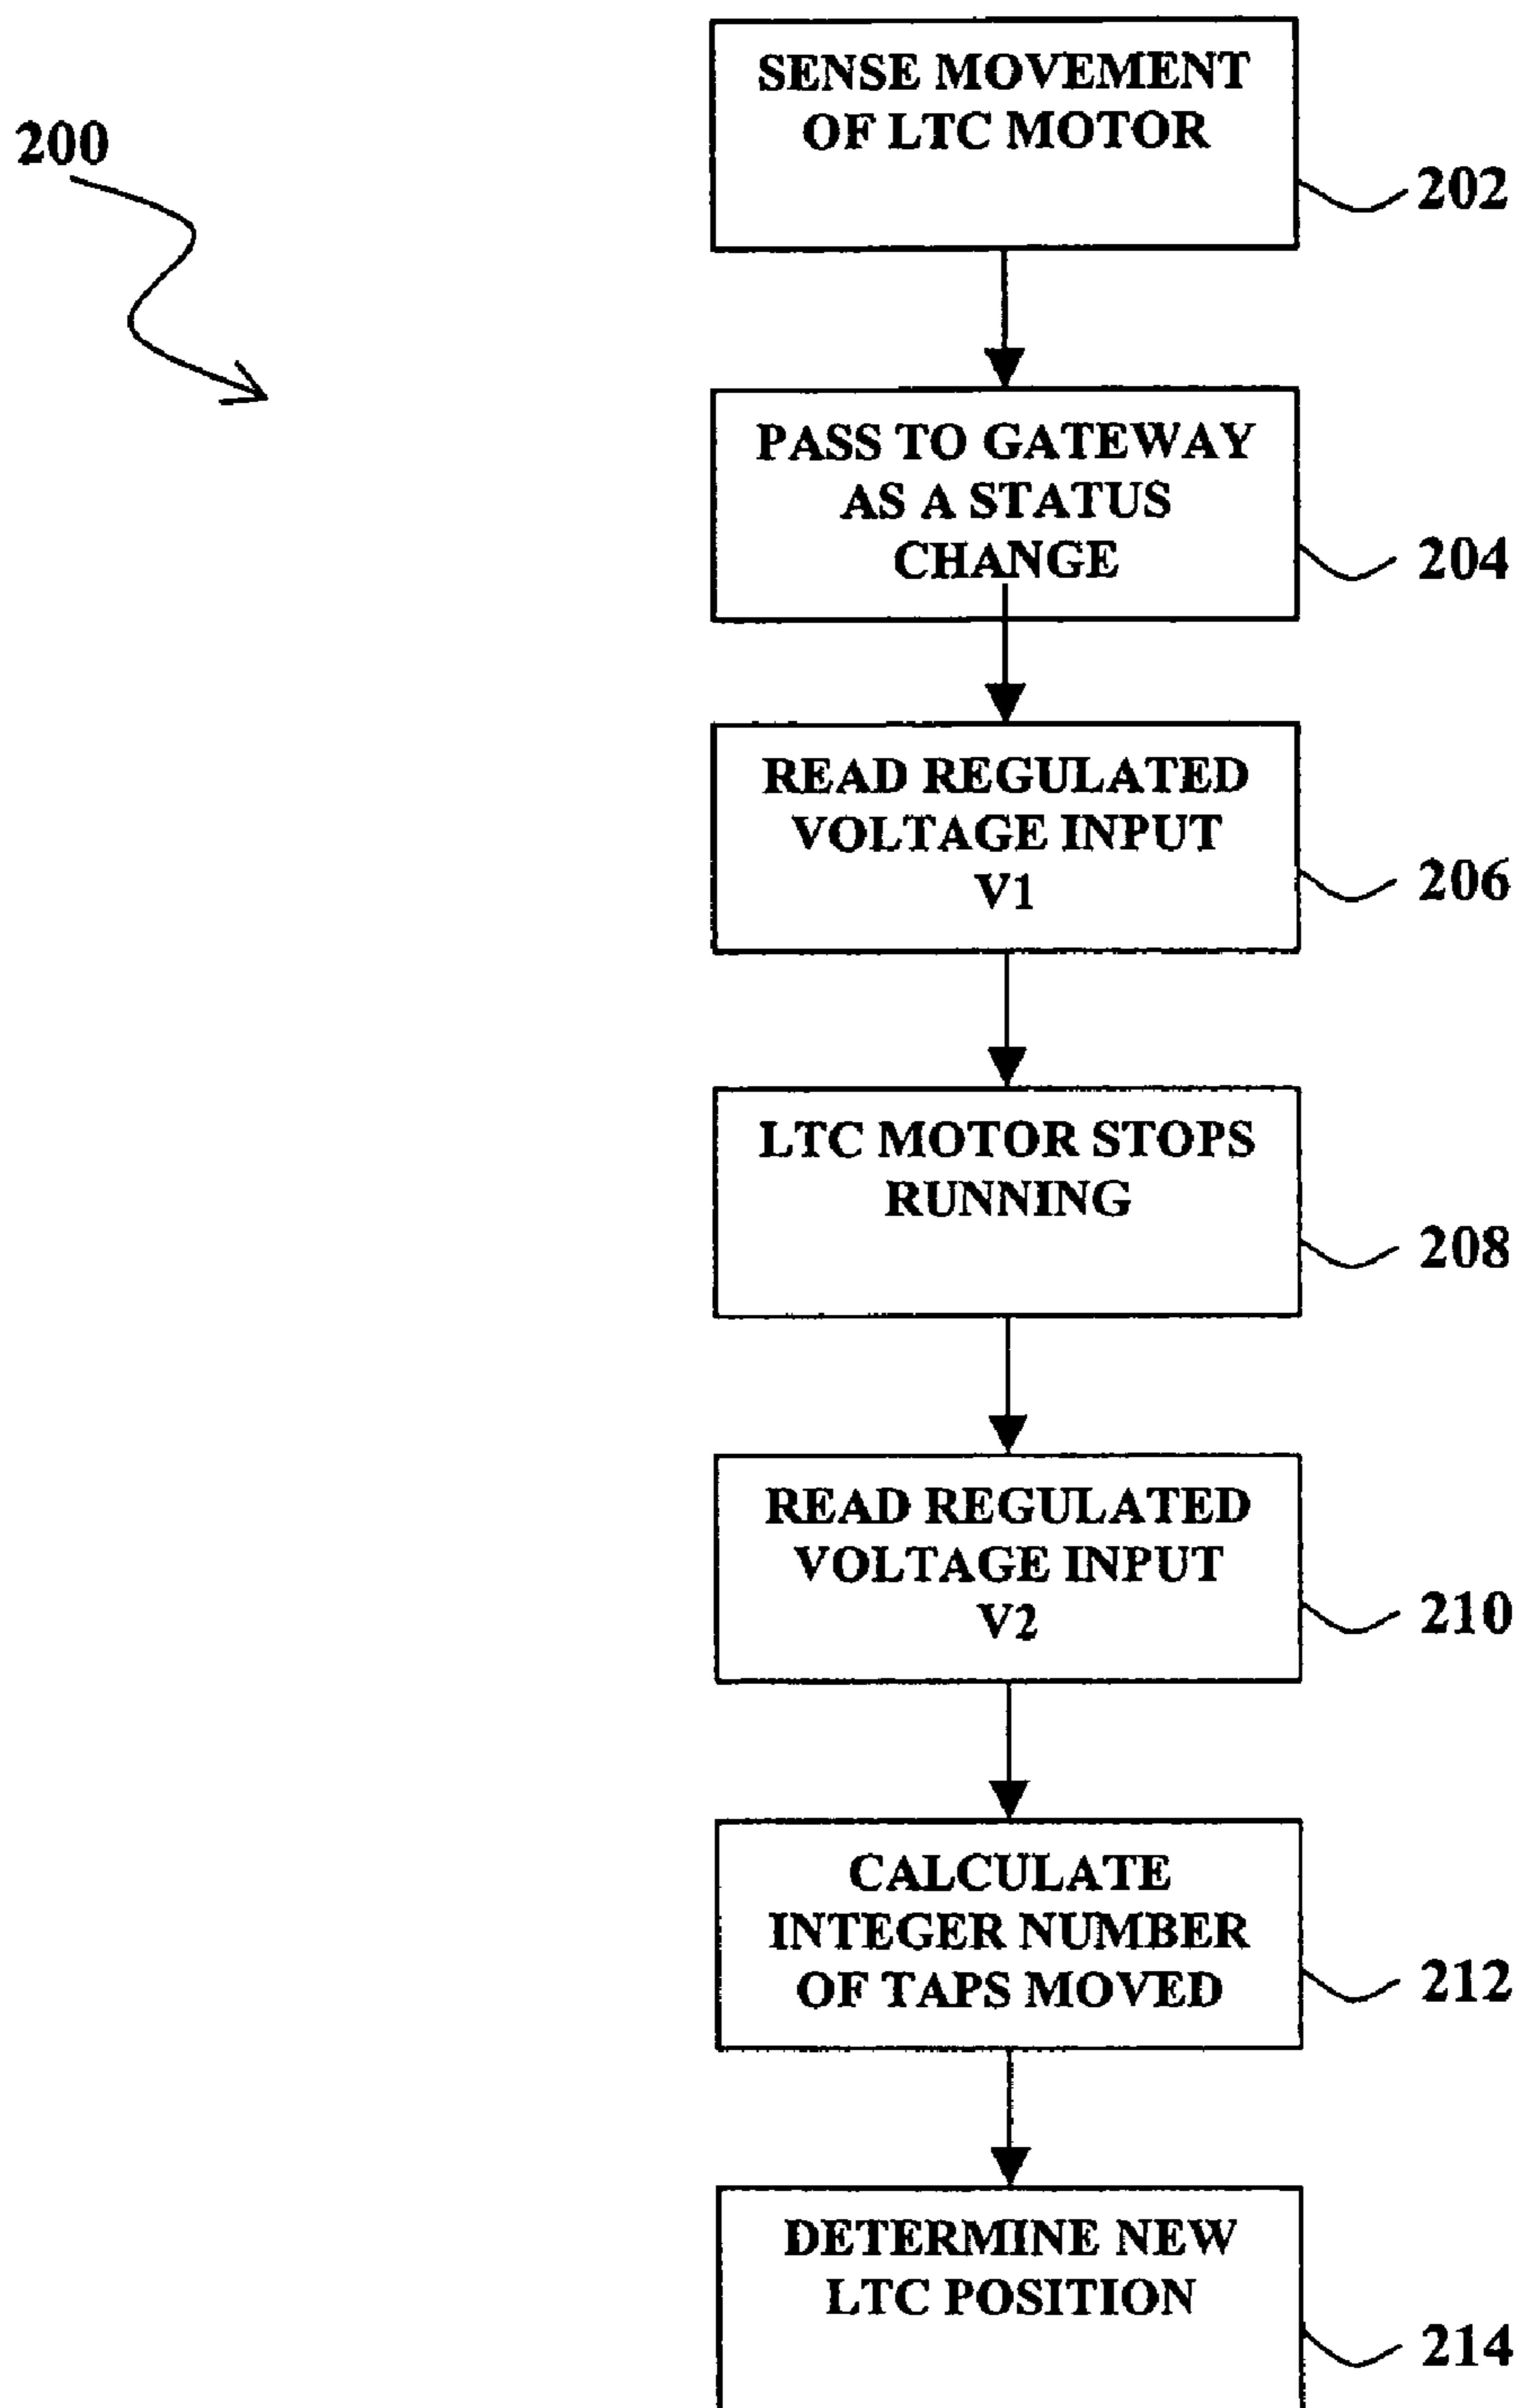 SENSE MOVEMENT
OF LTC MOTOR
200
202
PASS TO GATEWAY
AS A STATUS
CHANGE
204
READ REGULATED
VOLTAGE INPUT
V1
206
LTC MOTOR STOPS
RUNNING
208
READ REGULATED
VOLTAGE INPUT
V2
210
CALCULATE
INTEGER NUMBER
OF TAPS MOVED
212
DETERMINE NEW
LTC POSITION
214